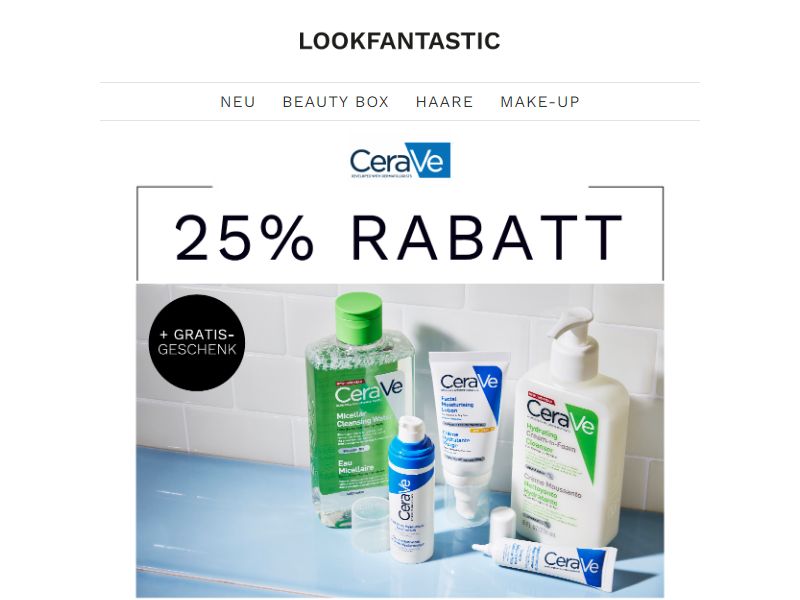 LOOKFANTASTIC
NEU BEAUTY BOX HAARE MAKE-UP
CeraVe
DEVELOPED WITH DERMATOLOGISTS
25% RABATT
+ GRATIS-
GESCHENK
CeraVe
Micellar
Cleansing Water
Eau
Micellaire
CeraVe
Facial
Moisturising
Lotion
Crème
Hydratante
Visage
CeraVe
Hydrating
Cream-to-Foam
Cleanser
Crème Moussante
Nettoyante
Hydratante
CeraVe
CeraVe